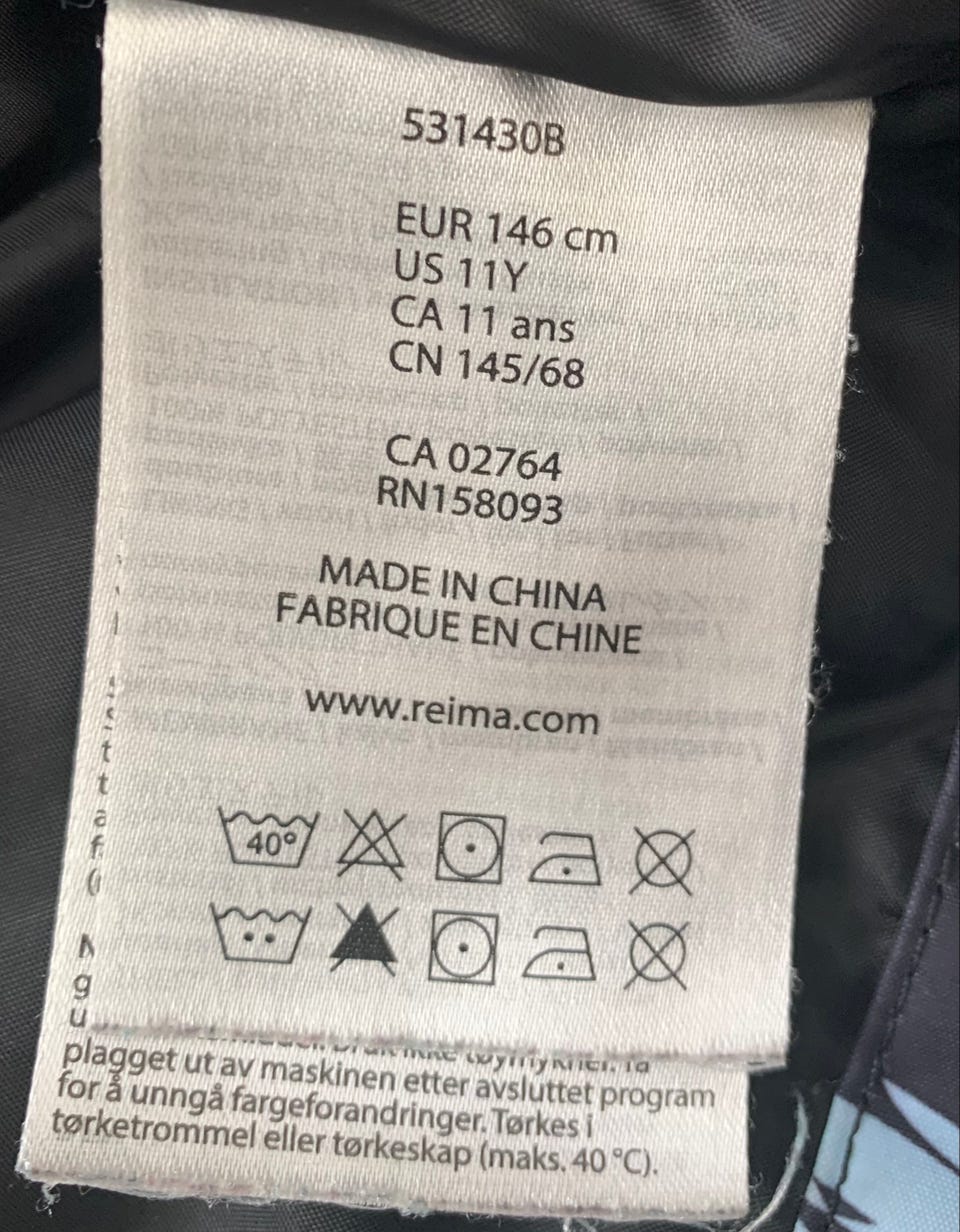 531430B
EUR 146 cm
US 11Y
CA 11 ans
CN 145/68
CA 02764
RN158093
MADE IN CHINA
FABRIQUE EN CHINE
www.reima.com
40°
plagget ut av maskinen etter avsluttet program
for å unngå fargeforandringer. Tørkes i
tørketrommel eller tørkeskap (maks. 40 °C).